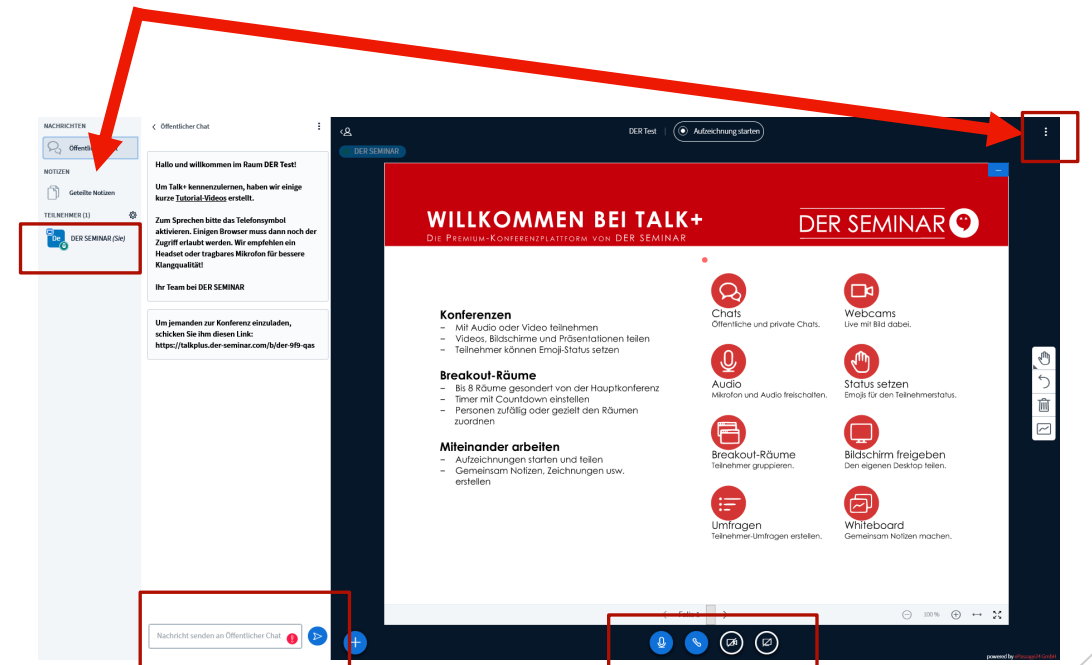 NACHRICHTEN
Öffentlic
NOTIZEN
Geteilte Notizen
TEILNEHMER (1)
De
DER SEMINAR (Sie)
Öffentlicher Chat
Hallo und willkommen im Raum DER Test!
Um Talk+ kennenzulernen, haben wir einige
kurze Tutorial-Videos erstellt.
Zum Sprechen bitte das Telefonsymbol
aktivieren. Einigen Browser muss dann noch der
Zugriff erlaubt werden. Wir empfehlen ein
Headset oder tragbares Mikrofon für bessere
Klangqualität!
Ihr Team bei DER SEMINAR
Um jemanden zur Konferenz einzuladen,
schicken Sie ihm diesen Link:
https://talkplus.der-seminar.com/b/der-9f9-qas
Nachricht senden an Öffentlicher Chat
DER Test | Aufzeichnung starten
DER SEMINAR
WILLKOMMEN BEI TALK+
DIE PREMIUM-KONFERENZPLATTFORM VON DER SEMINAR
DER SEMINAR
Konferenzen
– Mit Audio oder Video teilnehmen
– Videos, Bildschirme und Präsentationen teilen
– Teilnehmer können Emoji-Status setzen
Breakout-Räume
– Bis 8 Räume gesondert von der Hauptkonferenz
– Timer mit Countdown einstellen
– Personen zufällig oder gezielt den Räumen
zuordnen
Miteinander arbeiten
– Aufzeichnungen starten und teilen
– Gemeinsam Notizen, Zeichnungen usw.
erstellen
Chats
Öffentliche und private Chats.
Webcams
Live mit Bild dabei.
Audio
Mikrofon und Audio freischalten.
Status setzen
Emojis für den Teilnehmerstatus.
Breakout-Räume
Teilnehmer gruppieren.
Bildschirm freigeben
Den eigenen Desktop teilen.
Umfragen
Teilnehmer-Umfragen erstellen.
Whiteboard
Gemeinsam Notizen machen.
100 %
powered by